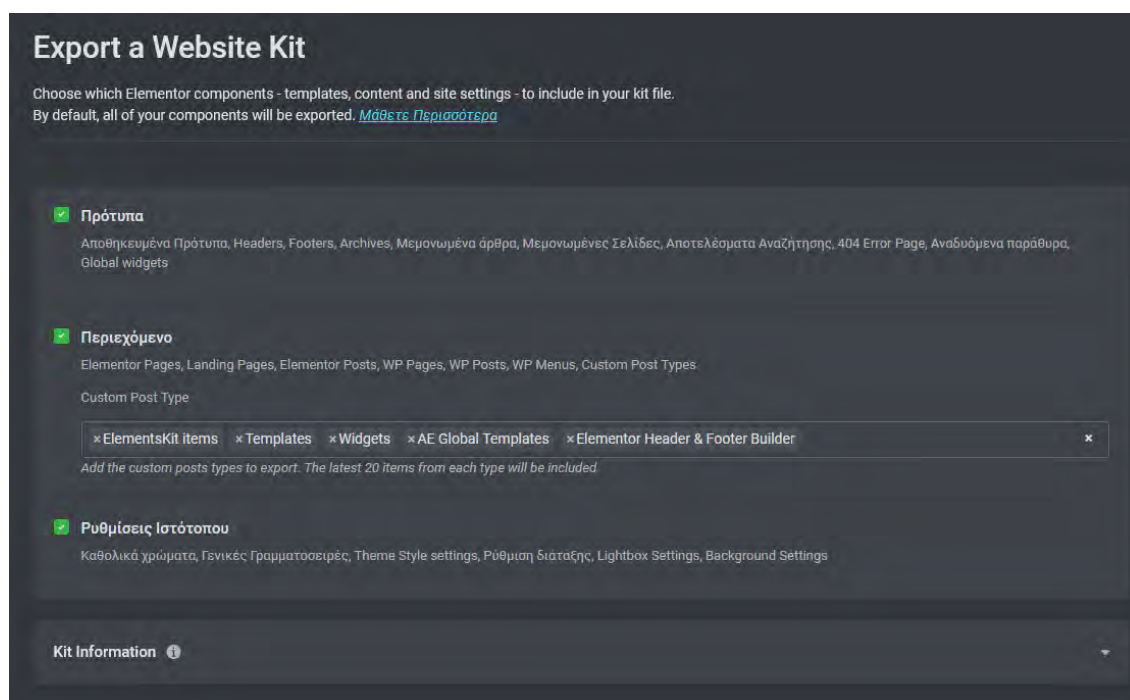 Export a Website Kit
Choose which Elementor components - templates, content and site settings - to include in your kit file.
By default, all of your components will be exported. Μάθετε Περισσότερα
Πρότυπα
Αποθηκευμένα Πρότυπα, Headers, Footers, Archives, Μεμονωμένα άρθρα, Μεμονωμένες Σελίδες, Αποτελέσματα Αναζήτησης, 404 Error Page, Αναδυόμενα παράθυρα,
Global widgets
Περιεχόμενο
Elementor Pages, Landing Pages, Elementor Posts, WP Pages, WP Posts, WP Menus, Custom Post Types
Custom Post Type
×ElementsKit items ×Templates ×Widgets ×AE Global Templates ×Elementor Header & Footer Builder ×
Add the custom posts types to export. The latest 20 items from each type will be included
Ρυθμίσεις Ιστότοπου
Καθολικά χρώματα, Γενικές Γραμματοσειρές, Theme Style settings, Ρύθμιση διάταξης, Lightbox Settings, Background Settings
Kit Information